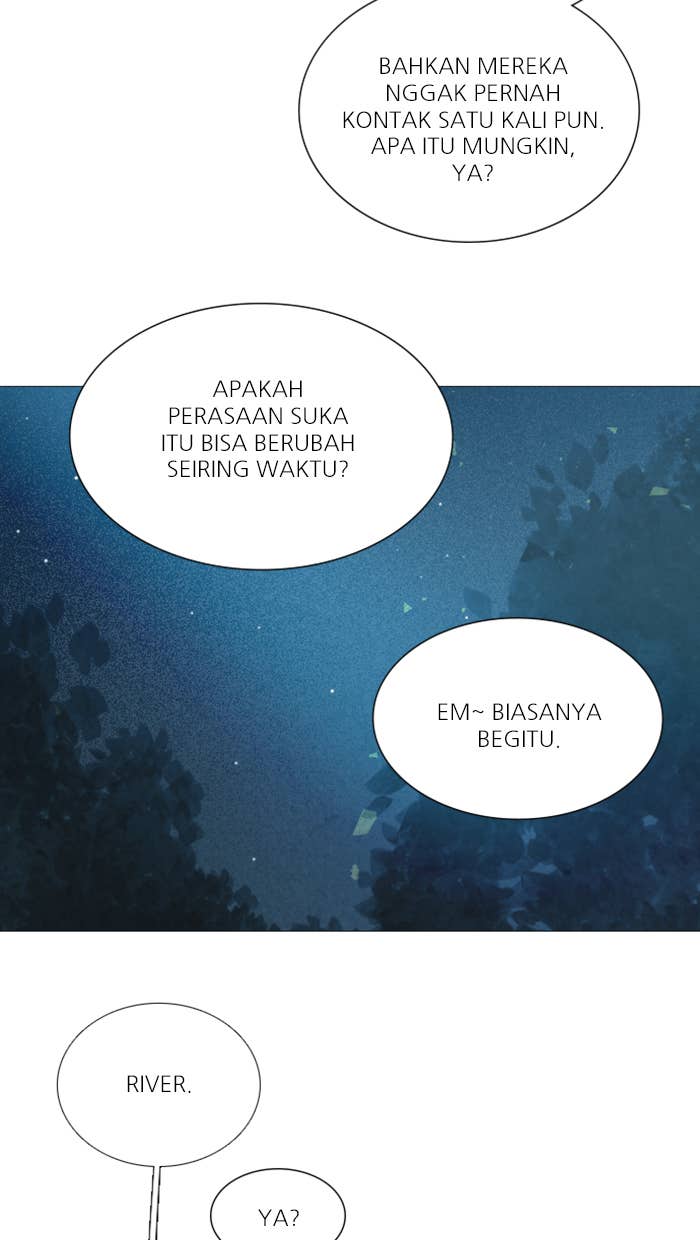 BAHKAN MEREKA
NGGAK PERNAH
KONTAK SATU KALI PUN.
APA ITU MUNGKIN,
YA?
APAKAH
PERASAAN SUKA
ITU BISA BERUBAH
SEIRING WAKTU?
EM~ BIASANYA
BEGITU.
RIVER.
YA?